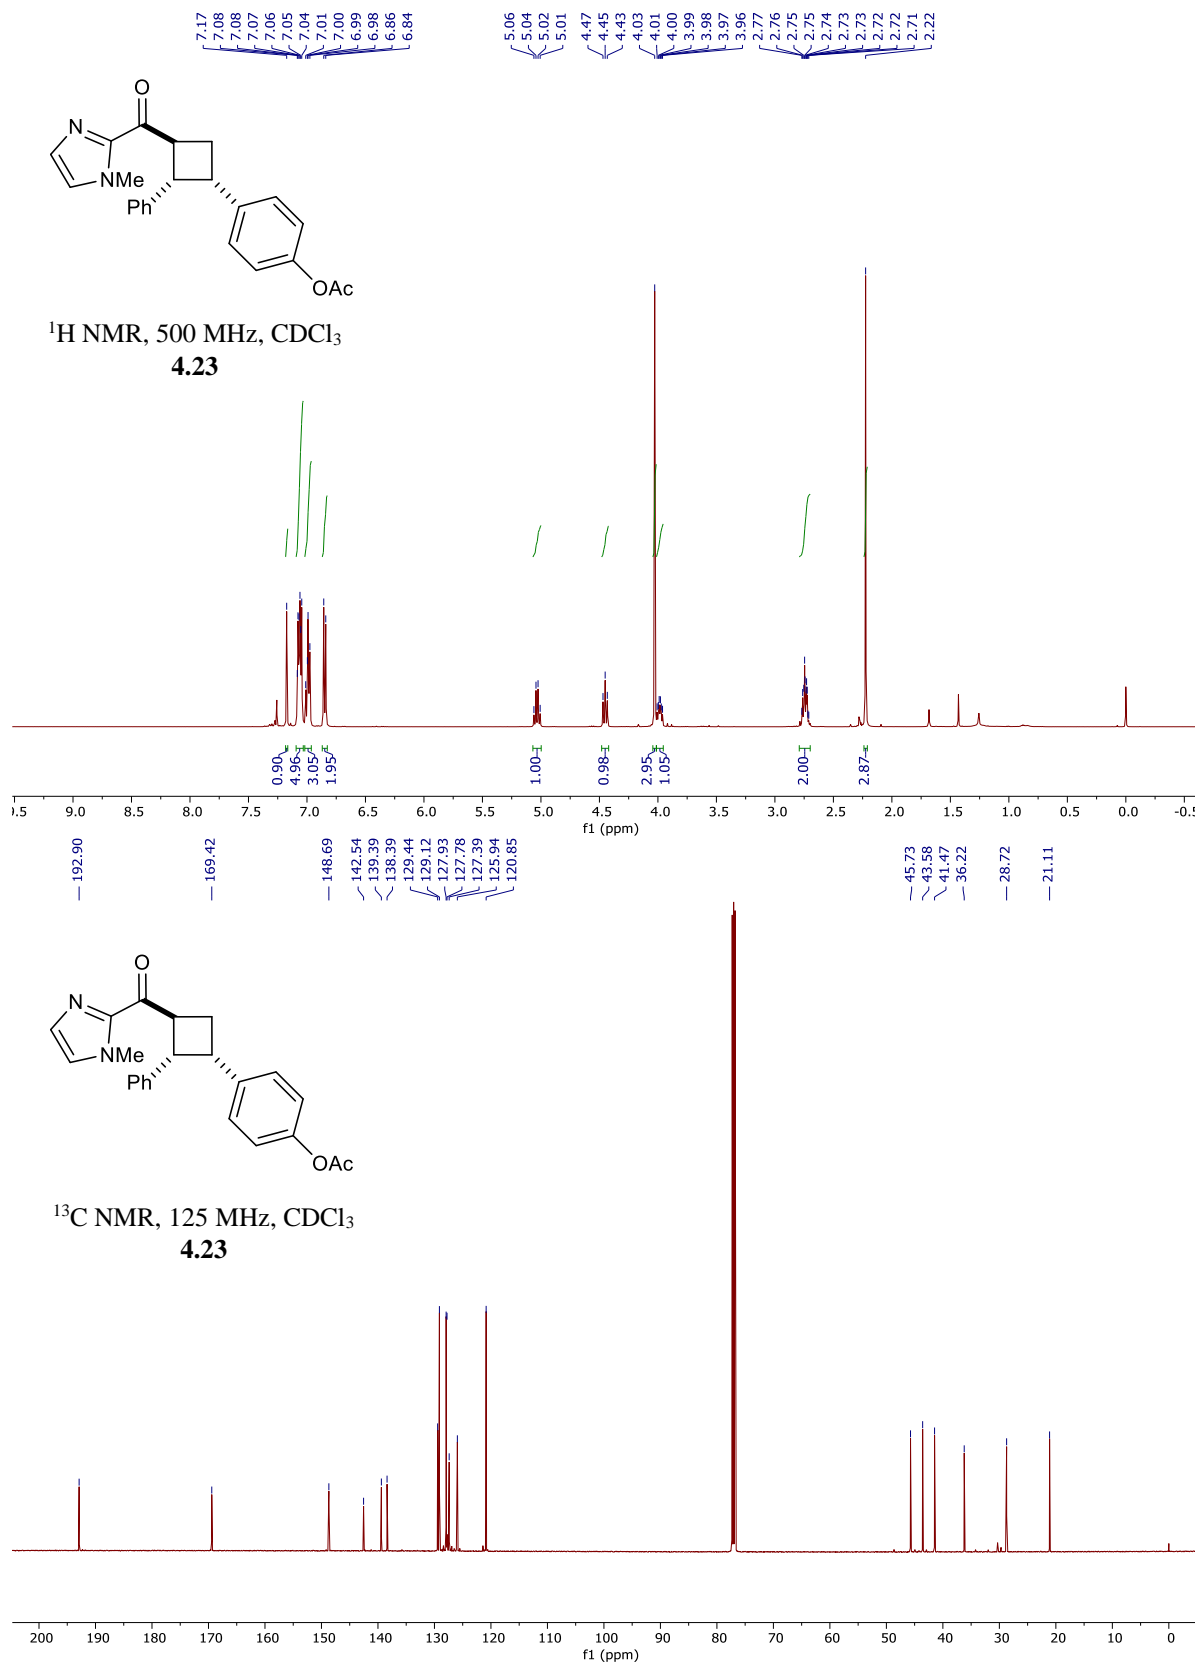 7.17 7.08 7.08 7.07 7.06 7.05 7.04 7.01 7.00 6.99 6.98 6.86 6.84 5.06 5.04 5.02 5.01 4.47 4.45 4.43 4.03 4.01 4.00 3.99 3.98 3.97 3.96 2.77 2.76 2.75 2.75 2.74 2.73 2.73 2.72 2.72 2.71 2.22
O
N
N Me
Ph
OAc
¹H NMR, 500 MHz, CDCl₃
4.23
0.90 4.96 3.05 1.95 1.00 0.98 2.95 1.05 2.00 2.87
9.5 9.0 8.5 8.0 7.5 7.0 6.5 6.0 5.5 5.0 4.5 4.0 3.5 3.0 2.5 2.0 1.5 1.0 0.5 0.0 -0.5
f1 (ppm)
192.90 169.42 148.69 142.54 139.39 138.39 129.44 129.12 127.93 127.78 127.39 125.94 120.85 45.73 43.58 41.47 36.22 28.72 21.11
O
N
N Me
Ph
OAc
¹³C NMR, 125 MHz, CDCl₃
4.23
200 190 180 170 160 150 140 130 120 110 100 90 80 70 60 50 40 30 20 10 0
f1 (ppm)